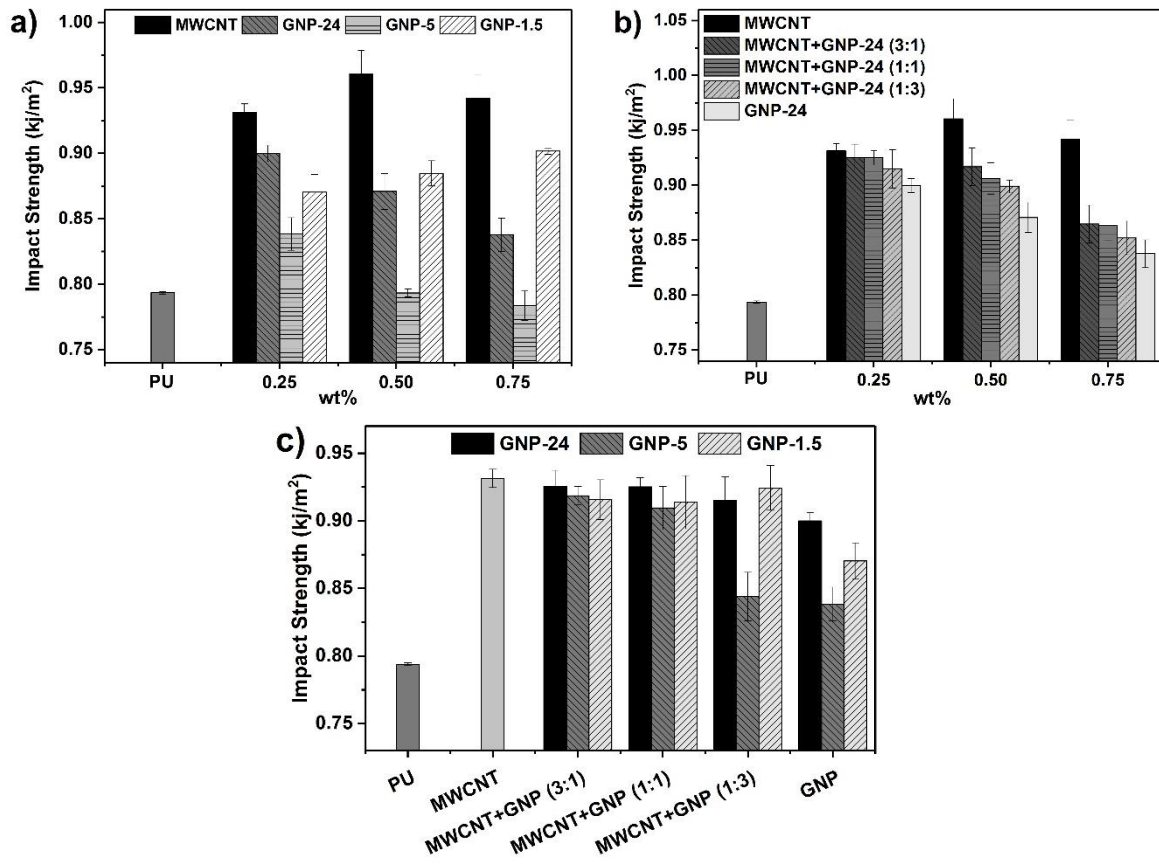 a)
MWCNT GNP-24 GNP-5 GNP-1.5
Impact Strength (kj/m²)
1.00
0.95
0.90
0.85
0.80
0.75
PU 0.25 0.50 0.75
wt%
b)
MWCNT
MWCNT+GNP-24 (3:1)
MWCNT+GNP-24 (1:1)
MWCNT+GNP-24 (1:3)
GNP-24
Impact Strength (kj/m²)
1.05
1.00
0.95
0.90
0.85
0.80
0.75
PU 0.25 0.50 0.75
wt%
c)
GNP-24 GNP-5 GNP-1.5
Impact Strength (kj/m²)
0.95
0.90
0.85
0.80
0.75
PU
MWCNT
MWCNT+GNP (3:1)
MWCNT+GNP (1:1)
MWCNT+GNP (1:3)
GNP